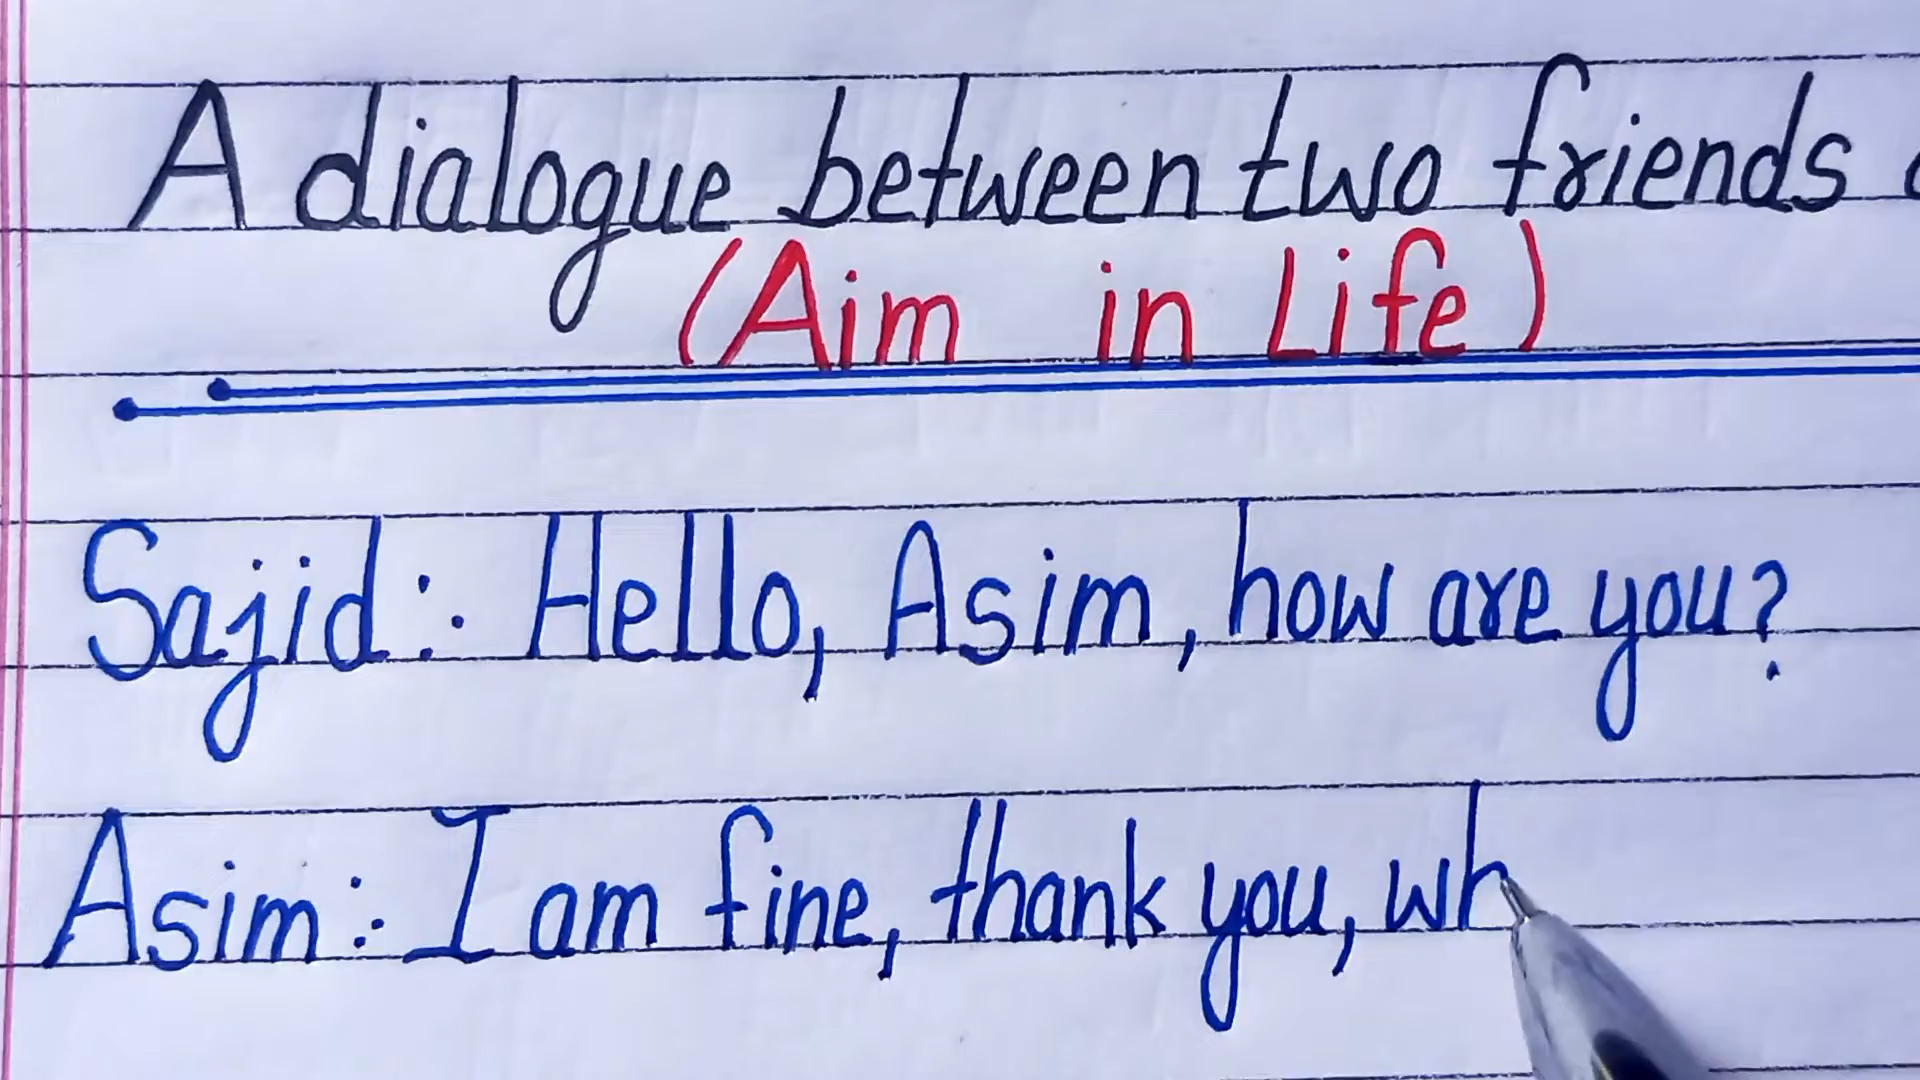 A dialogue between two friends
(Aim in Life)
Sajid:. Hello, Asim, how are you?
Asim:. I am fine, thank you, wh